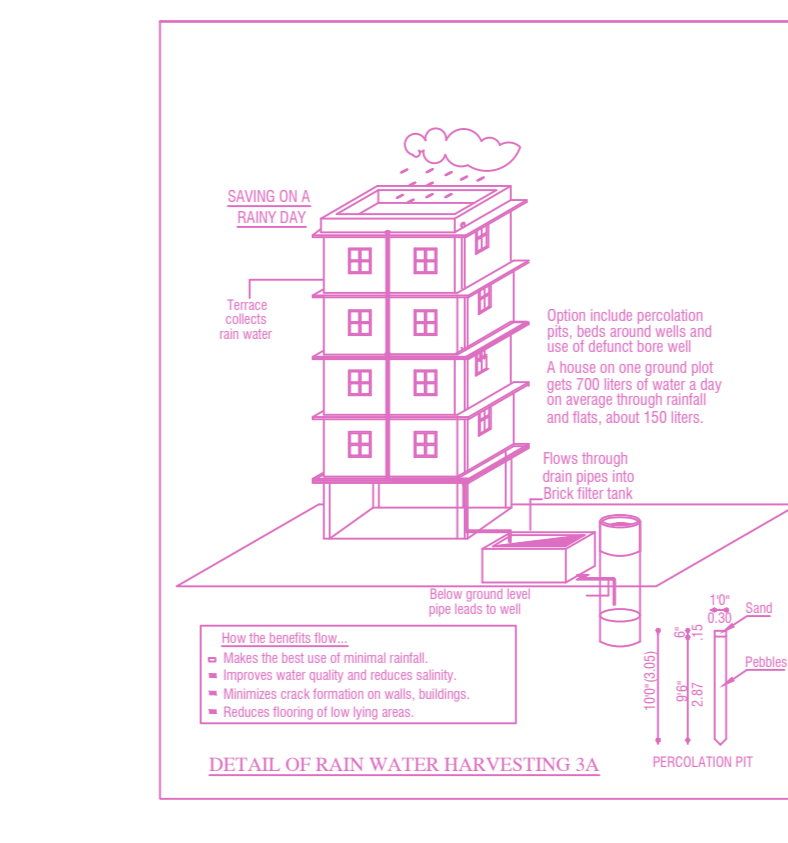 SAVING ON A
RAINY DAY
Terrace
collects
rain water
Option include percolation
pits, beds around wells and
use of defunct bore well
A house on one ground plot
gets 700 liters of water a day
on average through rainfall
and flats, about 150 liters.
Flows through
drain pipes into
Brick filter tank
Below ground level
pipe leads to well
How the benefits flow...
Makes the best use of minimal rainfall.
Improves water quality and reduces salinity.
Minimizes crack formation on walls, buildings.
Reduces flooring of low lying areas.
1'0"
0.30
Sand
6"
.15
Pebbles
10'0"(3.05)
9'6"
2.87
PERCOLATION PIT
DETAIL OF RAIN WATER HARVESTING 3A